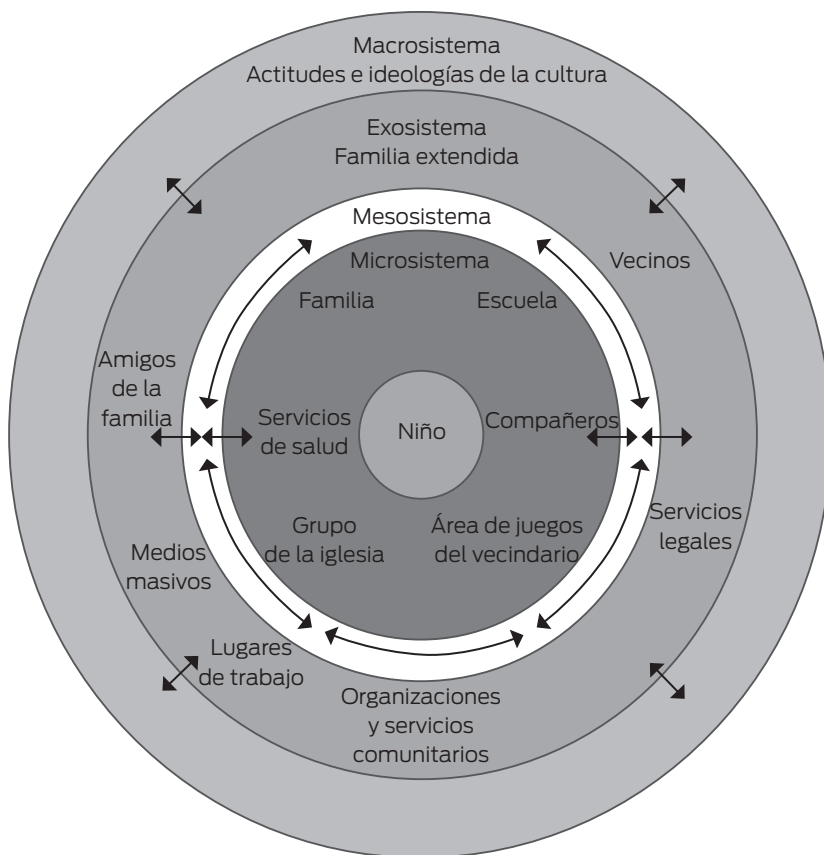 Macrosistema
Actitudes e ideologías de la cultura
Exosistema
Familia extendida
Mesosistema
Microsistema
Vecinos
Familia
Escuela
Amigos
de la
familia
Servicios
de salud
Niño
Compañeros
Grupo
de la iglesia
Área de juegos
del vecindario
Servicios
legales
Medios
masivos
Lugares
de trabajo
Organizaciones
y servicios
comunitarios